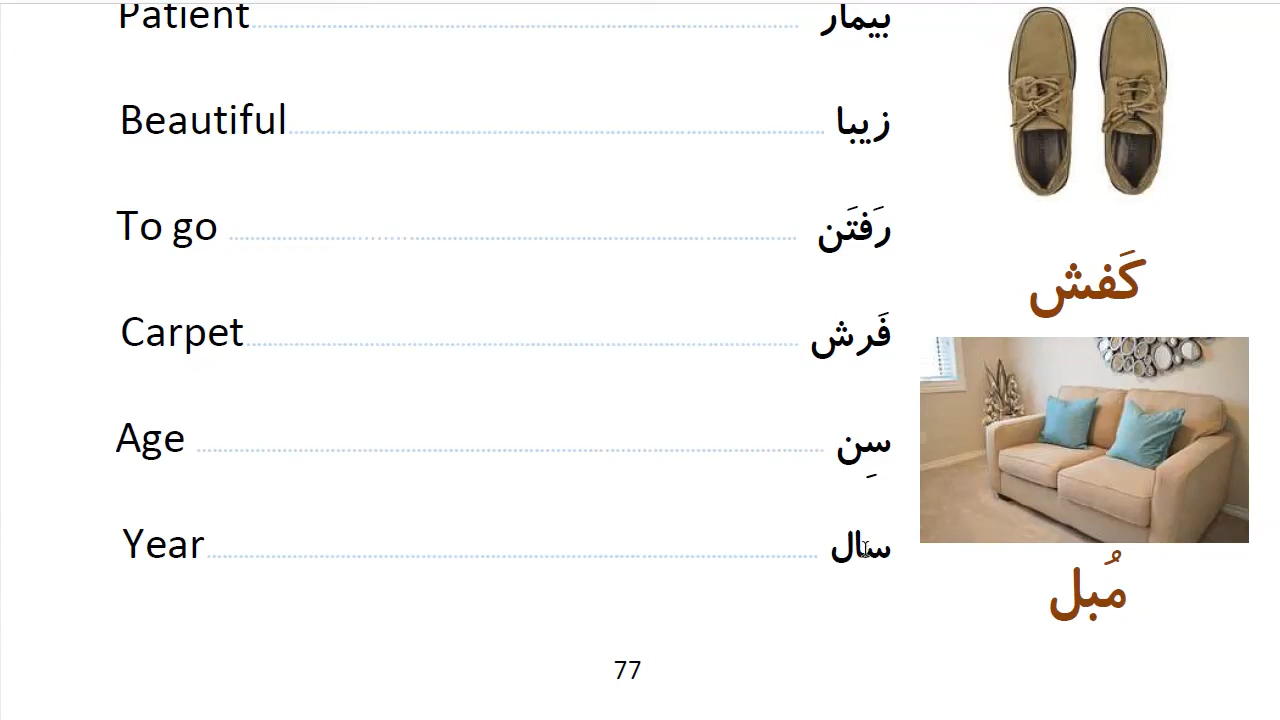 Patient بیمار
Beautiful زیبا
To go رَفتَن
Carpet فَرش
Age سِن
Year سال
کَفش
مُبل
77